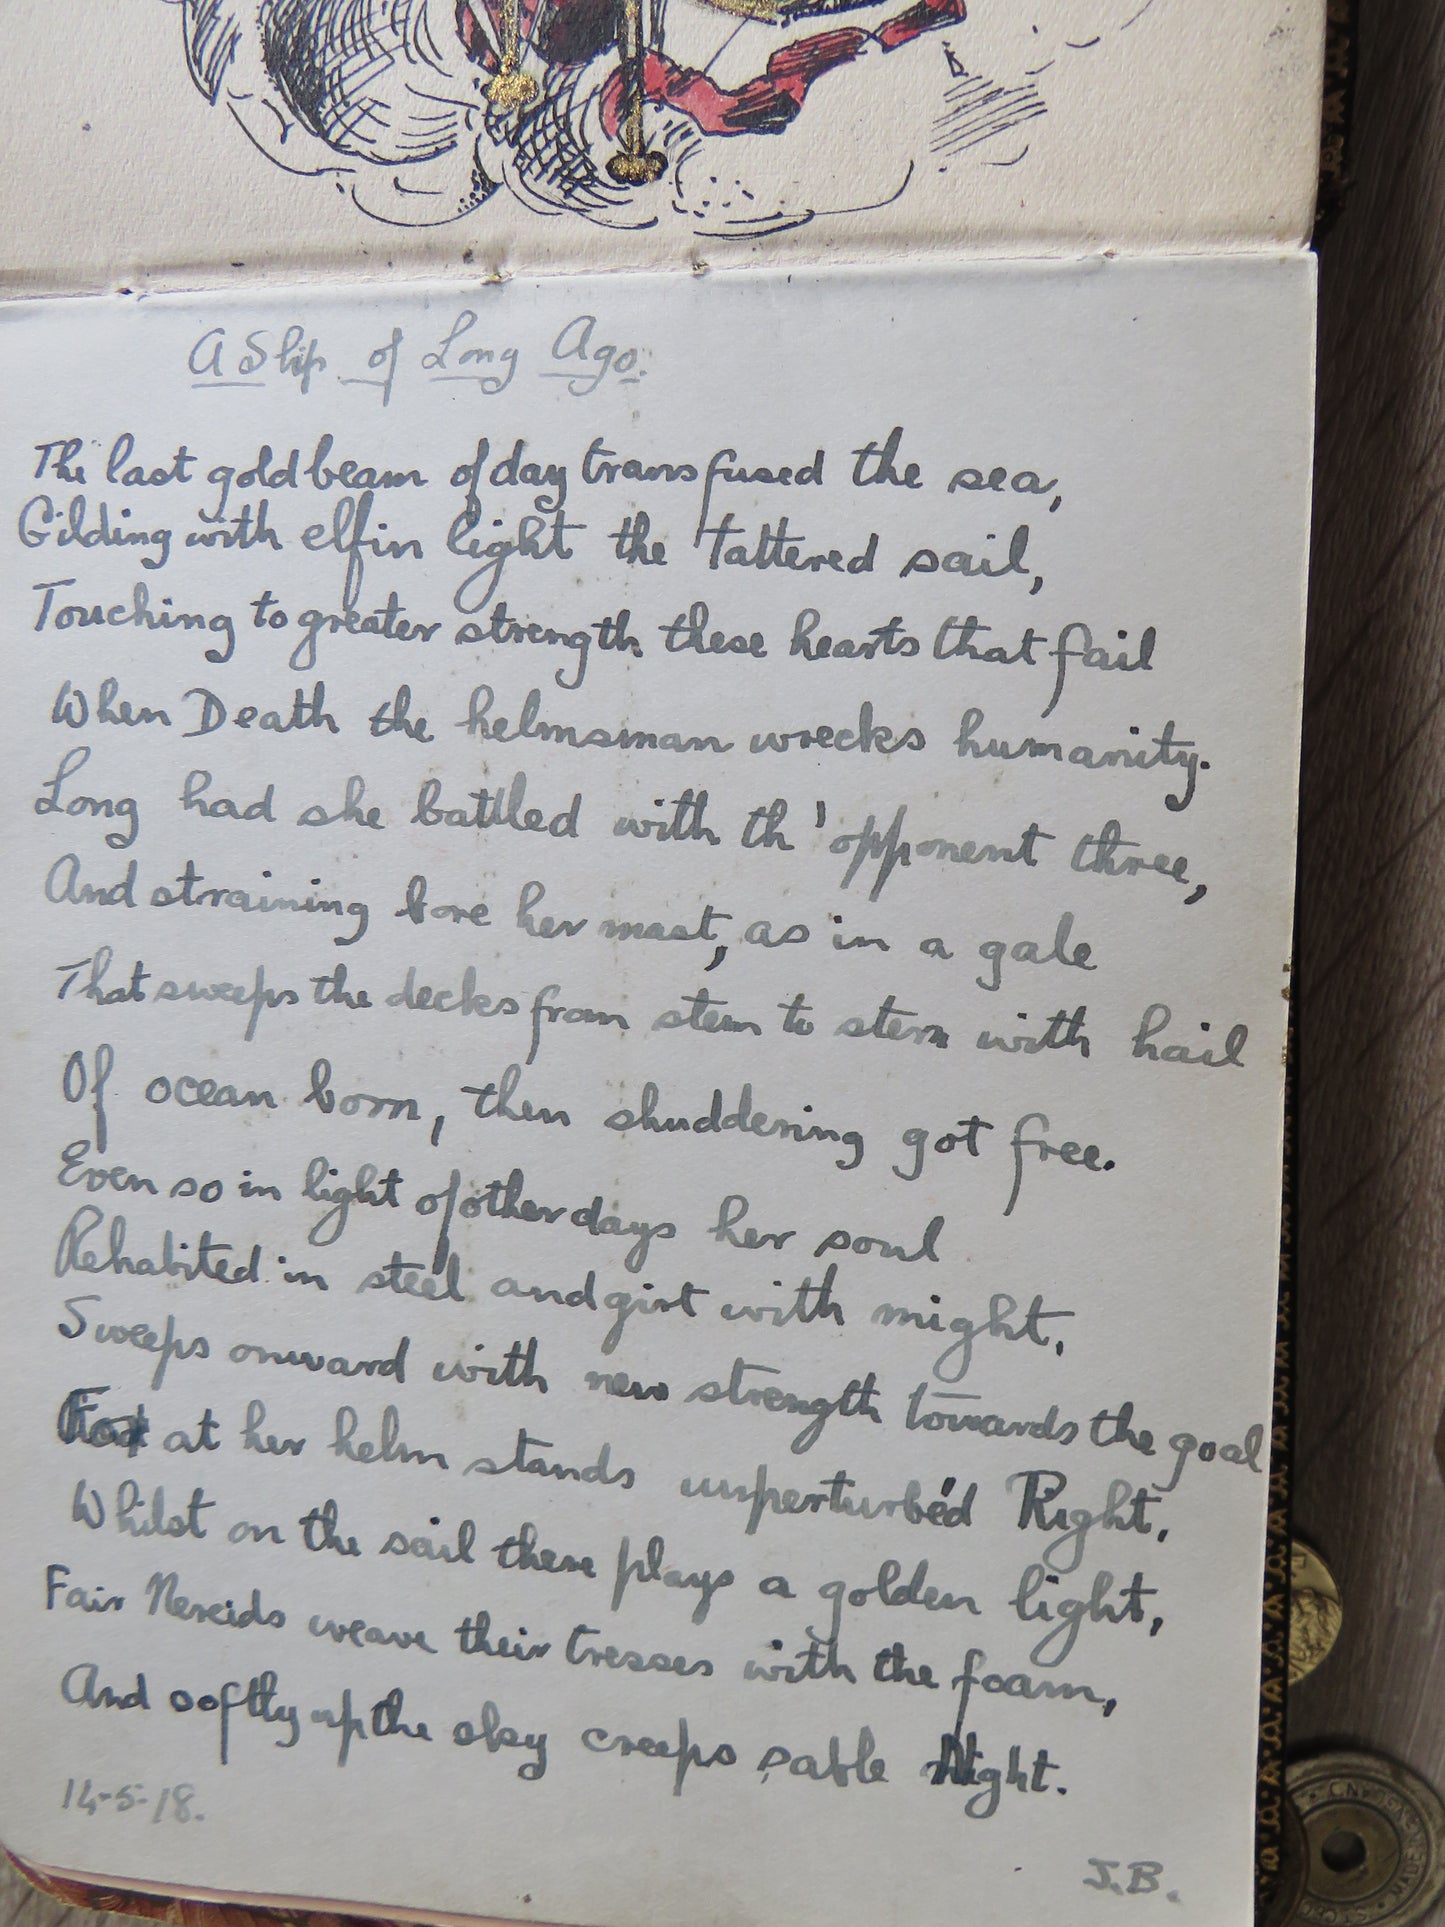 A Ship of Long Ago.
The last gold beam of day transfused the sea,
Gilding with elfin light the tattered sail,
Touching to greater strength these hearts that fail
When Death the helmsman wrecks humanity.
Long had she battled with th' opponent three,
And straining bore her mast, as in a gale
That sweeps the decks from stem to stern with hail
Of ocean born, then shuddering got free.
Even so in light of other days her soul
Rehabited in steel and girt with might,
Sweeps onward with new strength towards the goal
For at her helm stands unperturbéd Right,
Whilst on the sail there plays a golden light,
Fair Nereids weave their tresses with the foam,
And softly up the sky creeps sable Night.
14-5-18.
J.B.